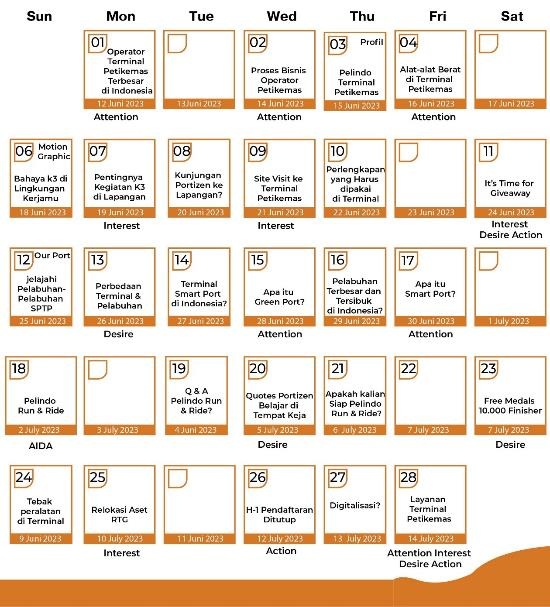 Sun Mon Tue Wed Thu Fri Sat
01
Operator
Terminal
Petikemas
Terbesar
di Indonesia
12 Juni 2023
Attention
13Juni 2023
02
Proses Bisnis
Operator
Petikemas
14 Juni 2023
Attention
03
Profil
Pelindo
Terminal
Petikemas
15 Juni 2023
04
Alat-alat Berat
di Terminal
Petikemas
16 Juni 2023
Attention
17 Juni 2023
06
Motion
Graphic
Bahaya k3 di
Lingkungan
Kerjamu
18 Juni 2023
07
Pentingnya
Kegiatan K3
di Lapangan
19 Juni 2023
Interest
08
Kunjungan
Portizen ke
Lapangan?
20 Juni 2023
09
Site Visit ke
Terminal
Petikemas
21 Juni 2023
Interest
10
Perlengkapan
yang Harus
dipakai
di Terminal
22 Juni 2023
23 Juni 2023
11
It's Time for
Giveaway
24 Juni 2023
Interest
Desire Action
12
Our Port
jelajahi
Pelabuhan-
Pelabuhan
SPTP
25 Juni 2023
13
Perbedaan
Terminal &
Pelabuhan
26 Juni 2023
Desire
14
Terminal
Smart Port
di Indonesia?
27 Juni 2023
15
Apa itu
Green Port?
28 Juni 2023
Attention
16
Pelabuhan
Terbesar dan
Tersibuk
di Indonesia?
29 Juni 2023
17
Apa itu
Smart Port?
30 Juni 2023
Attention
1 July 2023
18
Pelindo
Run & Ride
2 July 2023
AIDA
3 July 2023
19
Q & A
Pelindo Run
& Ride?
4 Juni 2023
20
Quotes Portizen
Belajar di
Tempat Keja
5 July 2023
Desire
21
Apakah kalian
Siap Pelindo
Run & Ride?
6 July 2023
22
7 July 2023
23
Free Medals
10.000 Finisher
7 July 2023
Desire
24
Tebak
peralatan
di Terminal
9 Juni 2023
25
Relokasi Aset
RTG
10 July 2023
Interest
11 Juni 2023
26
H-1 Pendaftaran
Ditutup
12 July 2023
Action
27
Digitalisasi?
13 July 2023
28
Layanan
Terminal
Petikemas
14 July 2023
Attention Interest
Desire Action